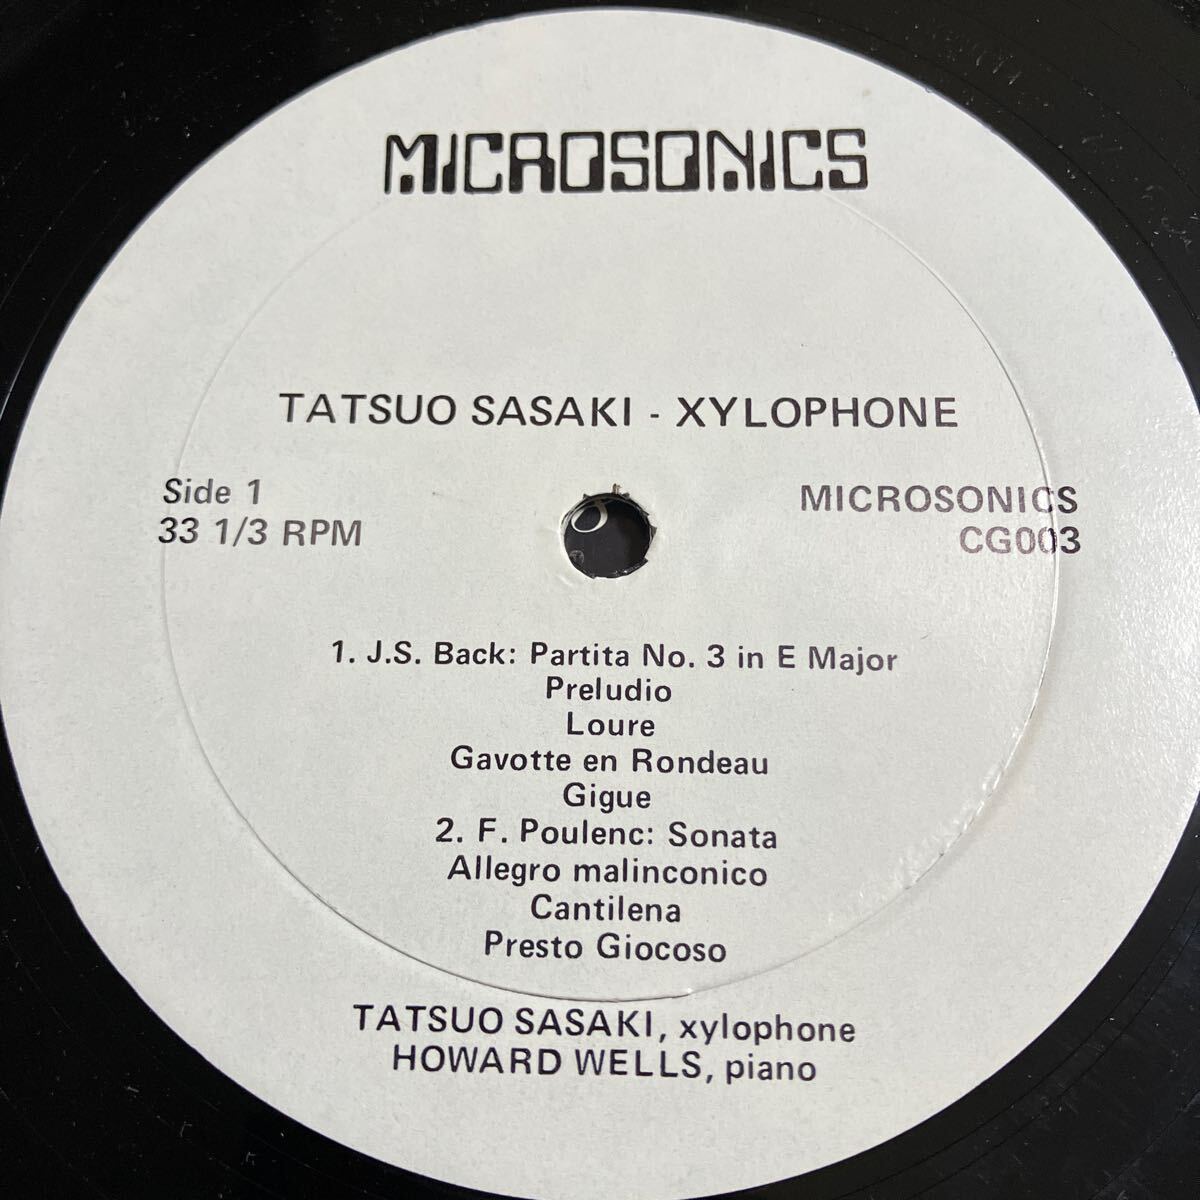 MICROSONICS
TATSUO SASAKI - XYLOPHONE
Side 1
33 1/3 RPM
MICROSONICS
CG003
1. J.S. Back: Partita No. 3 in E Major
Preludio
Loure
Gavotte en Rondeau
Gigue
2. F. Poulenc: Sonata
Allegro malinconico
Cantilena
Presto Giocoso
TATSUO SASAKI, xylophone
HOWARD WELLS, piano